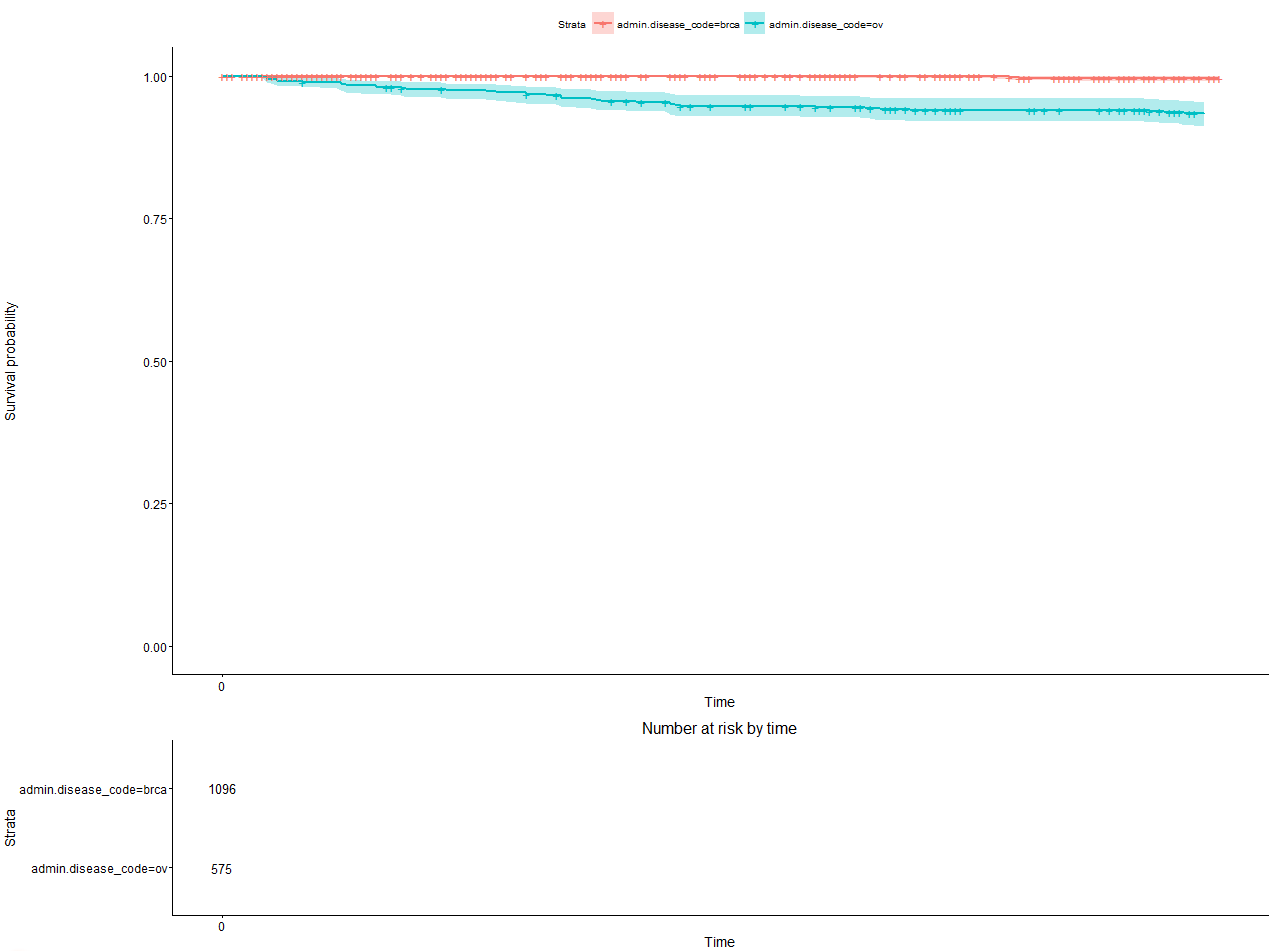 Strata admin.disease_code=brca admin.disease_code=ov
1.00
0.75
Survival probability
0.50
0.25
0.00
0
Time
Number at risk by time
admin.disease_code=brca 1096
Strata
admin.disease_code=ov 575
0
Time